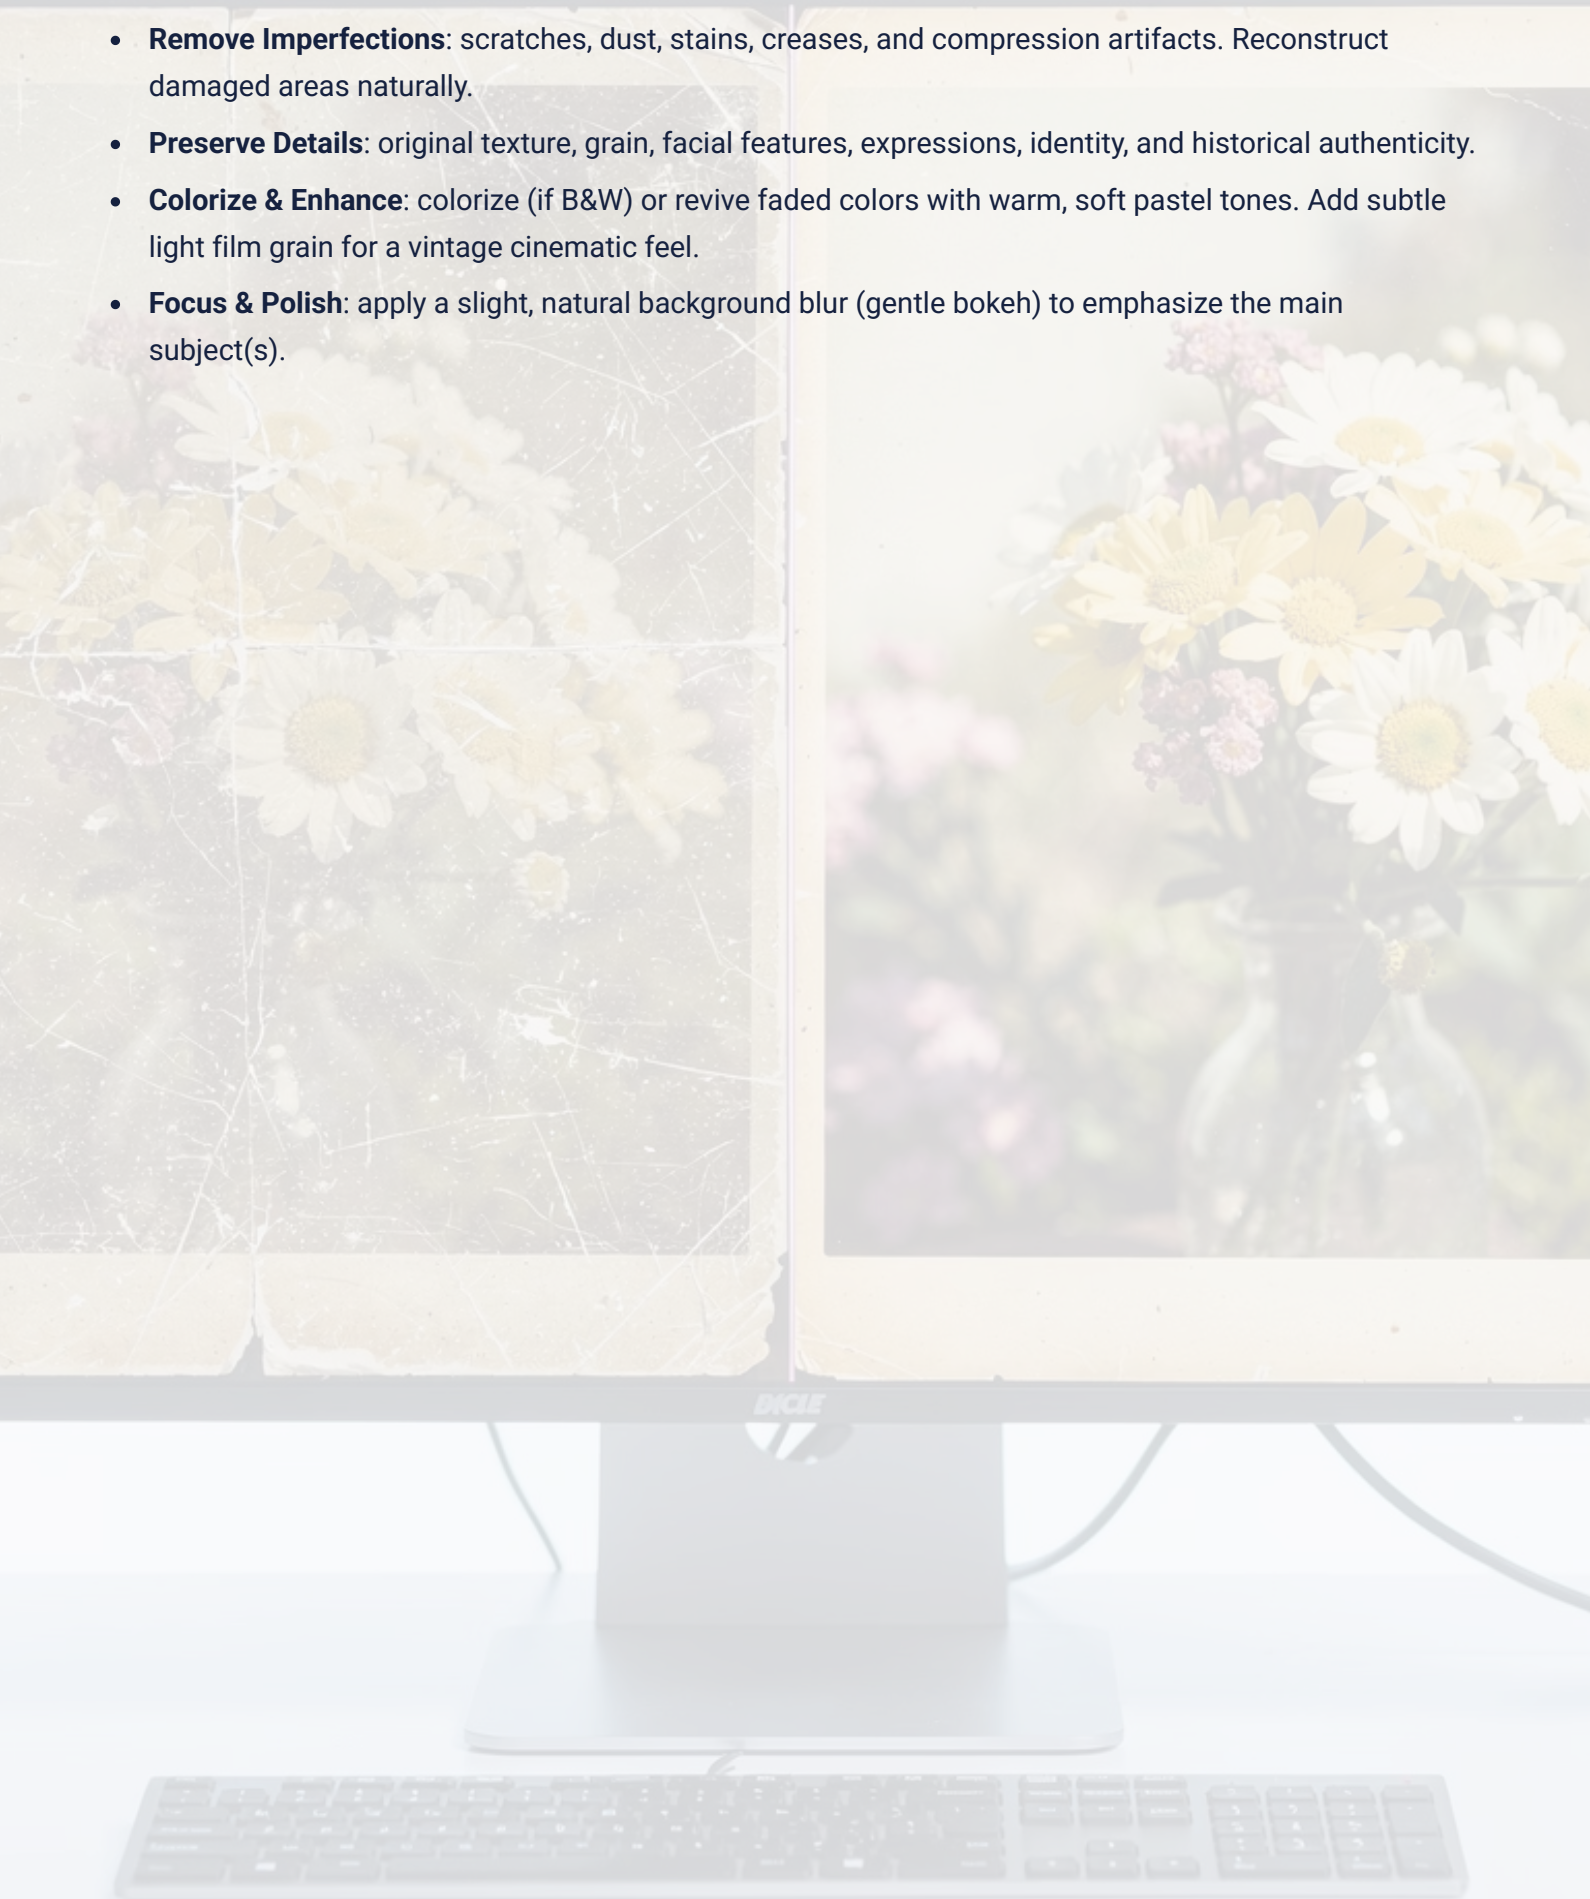 • Remove Imperfections: scratches, dust, stains, creases, and compression artifacts. Reconstruct
damaged areas naturally.
• Preserve Details: original texture, grain, facial features, expressions, identity, and historical authenticity.
• Colorize & Enhance: colorize (if B&W) or revive faded colors with warm, soft pastel tones. Add subtle
light film grain for a vintage cinematic feel.
• Focus & Polish: apply a slight, natural background blur (gentle bokeh) to emphasize the main
subject(s).